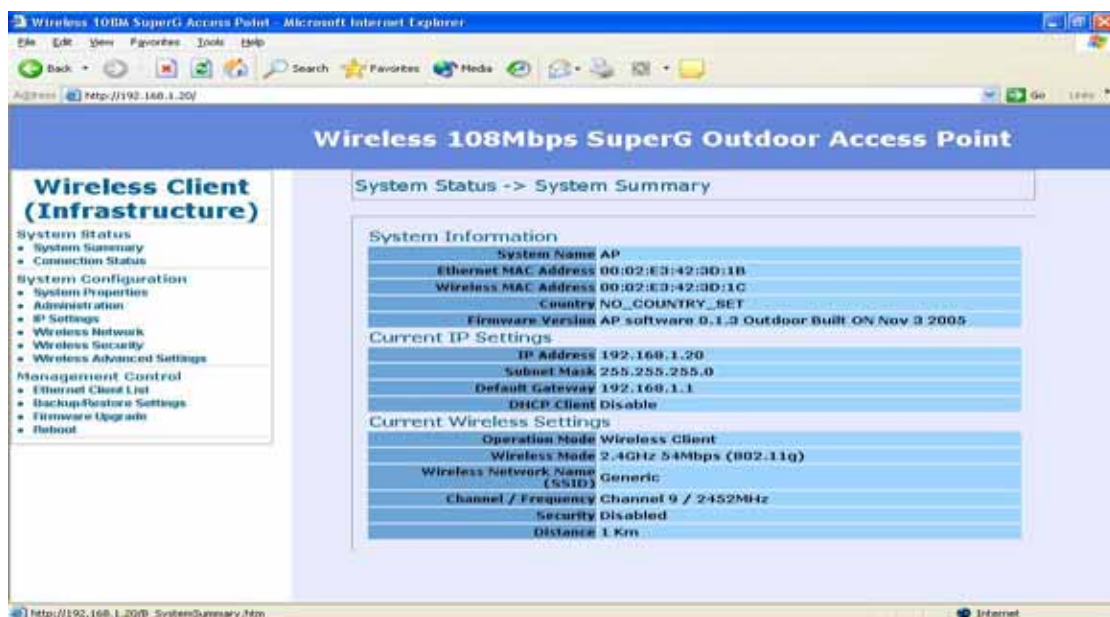 Wireless 108M SuperG Access Point - Microsoft Internet Explorer
File Edit View Favorites Tools Help
Back Search Favorites Media
Address http://192.168.1.20/ Go Links
Wireless 108Mbps SuperG Outdoor Access Point
Wireless Client
(Infrastructure)
System Status
System Summary
Connection Status
System Configuration
System Properties
Administration
IP Settings
Wireless Network
Wireless Security
Wireless Advanced Settings
Management Control
Ethernet Client List
Backup/Restore Settings
Firmware Upgrade
Reboot
System Status -> System Summary
System Information
System Name AP
Ethernet MAC Address 00:02:E3:42:3D:1B
Wireless MAC Address 00:02:E3:42:3D:1C
Country NO_COUNTRY_SET
Firmware Version AP software 0.1.3 Outdoor Built ON Nov 3 2005
Current IP Settings
IP Address 192.168.1.20
Subnet Mask 255.255.255.0
Default Gateway 192.168.1.1
DHCP Client Disable
Current Wireless Settings
Operation Mode Wireless Client
Wireless Mode 2.4GHz 54Mbps (802.11g)
Wireless Network Name
(SSID) Generic
Channel / Frequency Channel 9 / 2452MHz
Security Disabled
Distance 1 Km
http://192.168.1.20/B_SystemSummary.htm Internet